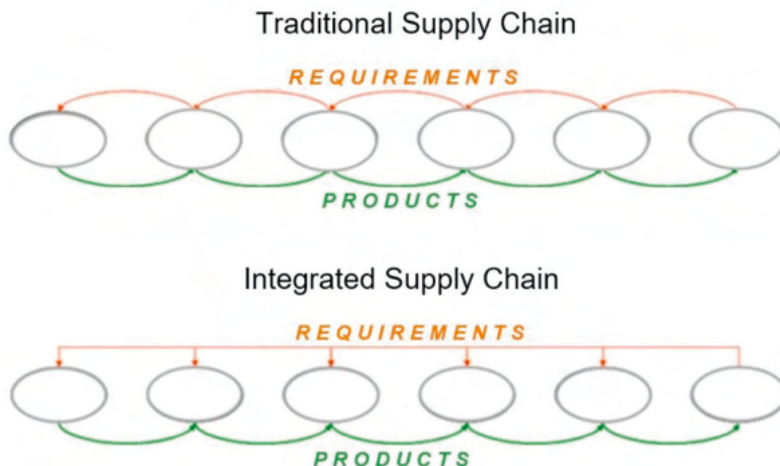 Traditional Supply Chain
REQUIREMENTS
PRODUCTS
Integrated Supply Chain
REQUIREMENTS
PRODUCTS